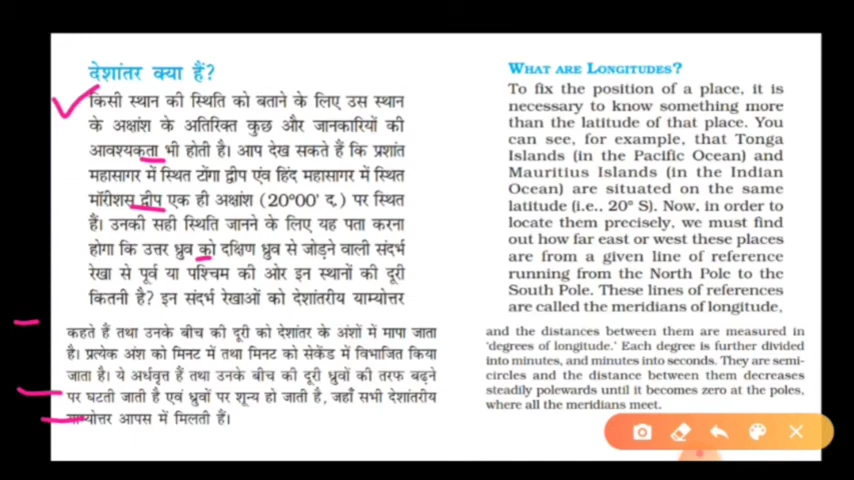 देशांतर क्या हैं?
किसी स्थान की स्थिति को बताने के लिए उस स्थान
के अक्षांश के अतिरिक्त कुछ और जानकारियों की
आवश्यकता भी होती है। आप देख सकते हैं कि प्रशांत
महासागर में स्थित टोंगा द्वीप एंव हिंद महासागर में स्थित
मॉरीशस द्वीप एक ही अक्षांश (20°00' द.) पर स्थित
हैं। उनकी सही स्थिति जानने के लिए यह पता करना
होगा कि उत्तर ध्रुव को दक्षिण ध्रुव से जोड़ने वाली संदर्भ
रेखा से पूर्व या पश्चिम की ओर इन स्थानों की दूरी
कितनी है? इन संदर्भ रेखाओं को देशांतरीय याम्योत्तर
कहते हैं तथा उनके बीच की दूरी को देशांतर के अंशों में मापा जाता
है। प्रत्येक अंश को मिनट में तथा मिनट को सेकेंड में विभाजित किया
जाता है। ये अर्धवृत्त हैं तथा उनके बीच की दूरी ध्रुवों की तरफ बढ़ने
पर घटती जाती है एवं ध्रुवों पर शून्य हो जाती है, जहाँ सभी देशांतरीय
याम्योत्तर आपस में मिलती हैं।
WHAT ARE LONGITUDES?
To fix the position of a place, it is
necessary to know something more
than the latitude of that place. You
can see, for example, that Tonga
Islands (in the Pacific Ocean) and
Mauritius Islands (in the Indian
Ocean) are situated on the same
latitude (i.e., 20° S). Now, in order to
locate them precisely, we must find
out how far east or west these places
are from a given line of reference
running from the North Pole to the
South Pole. These lines of references
are called the meridians of longitude,
and the distances between them are measured in
'degrees of longitude.' Each degree is further divided
into minutes, and minutes into seconds. They are semi-
circles and the distance between them decreases
steadily polewards until it becomes zero at the poles,
where all the meridians meet.